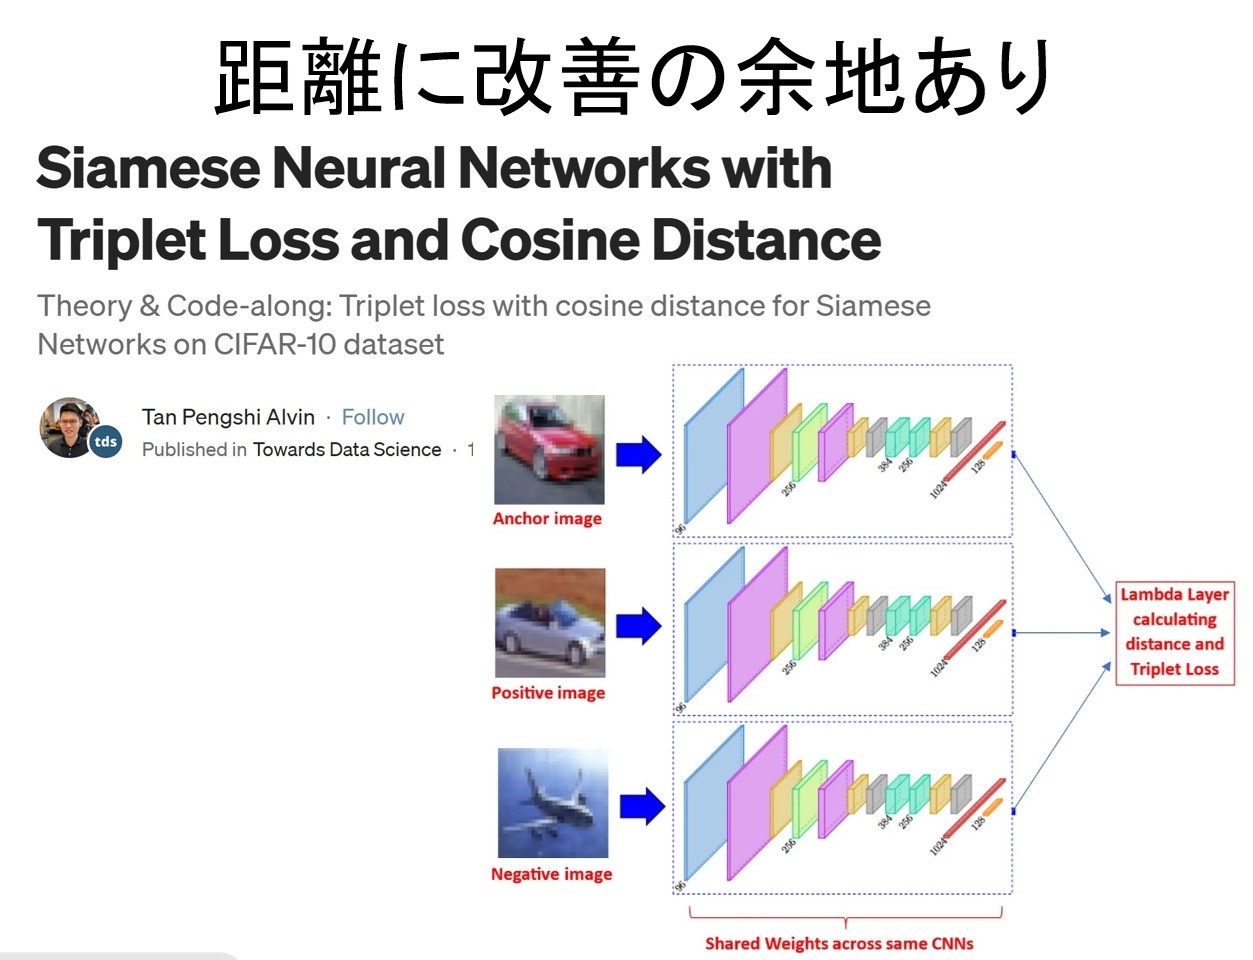 距離に改善の余地あり
Siamese Neural Networks with
Triplet Loss and Cosine Distance
Theory & Code-along: Triplet loss with cosine distance for Siamese
Networks on CIFAR-10 dataset
Tan Pengshi Alvin · Follow
tds
Published in Towards Data Science · 1
Anchor image
96
256
384
256
1024
128
Positive image
96
256
384
256
1024
128
Lambda Layer
calculating
distance and
Triplet Loss
Negative image
96
256
384
256
1024
128
Shared Weights across same CNNs